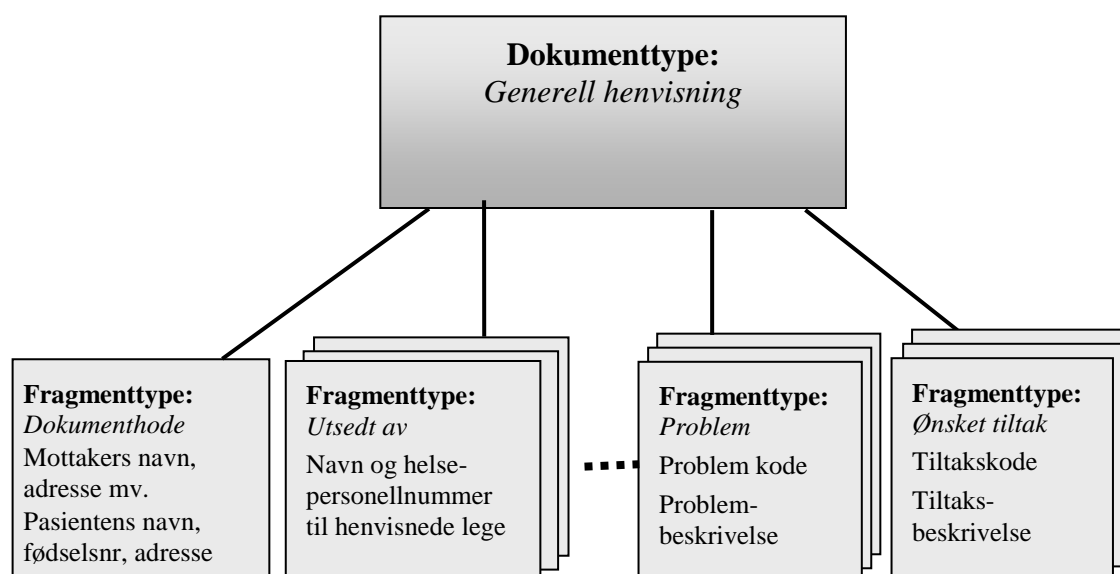 Dokumenttype:
Generell henvisning
Fragmenttype:
Dokumenthode
Mottakers navn,
adresse mv.
Pasientens navn,
fødselsnr, adresse
Fragmenttype:
Utsedt av
Navn og helse-
personellnummer
til henvisnede lege
Fragmenttype:
Problem
Problem kode
Problem-
beskrivelse
Fragmenttype:
Ønsket tiltak
Tiltakskode
Tiltaks-
beskrivelse